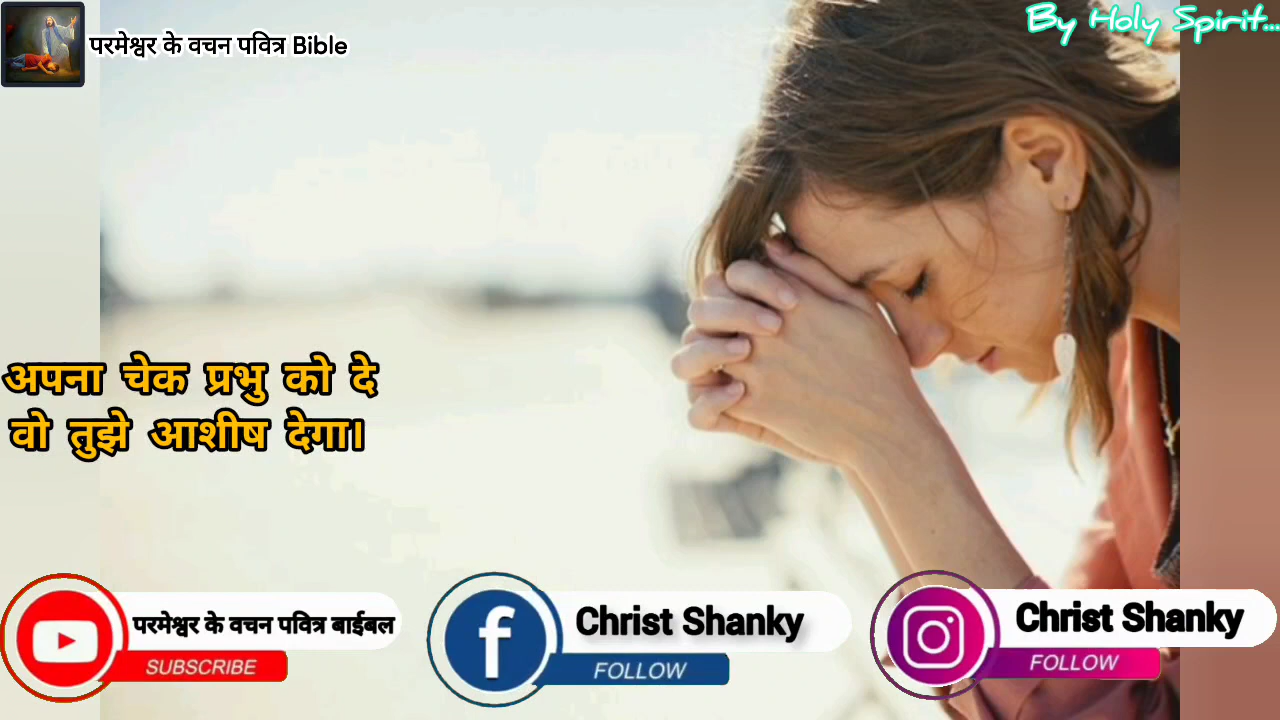 By Holy Spirit...
परमेश्वर के वचन पवित्र Bible
अपना चेक प्रभु को दे
वो तुझे आशीष देगा।
परमेश्वर के वचन पवित्र बाईबल
SUBSCRIBE
Christ Shanky
FOLLOW
Christ Shanky
FOLLOW